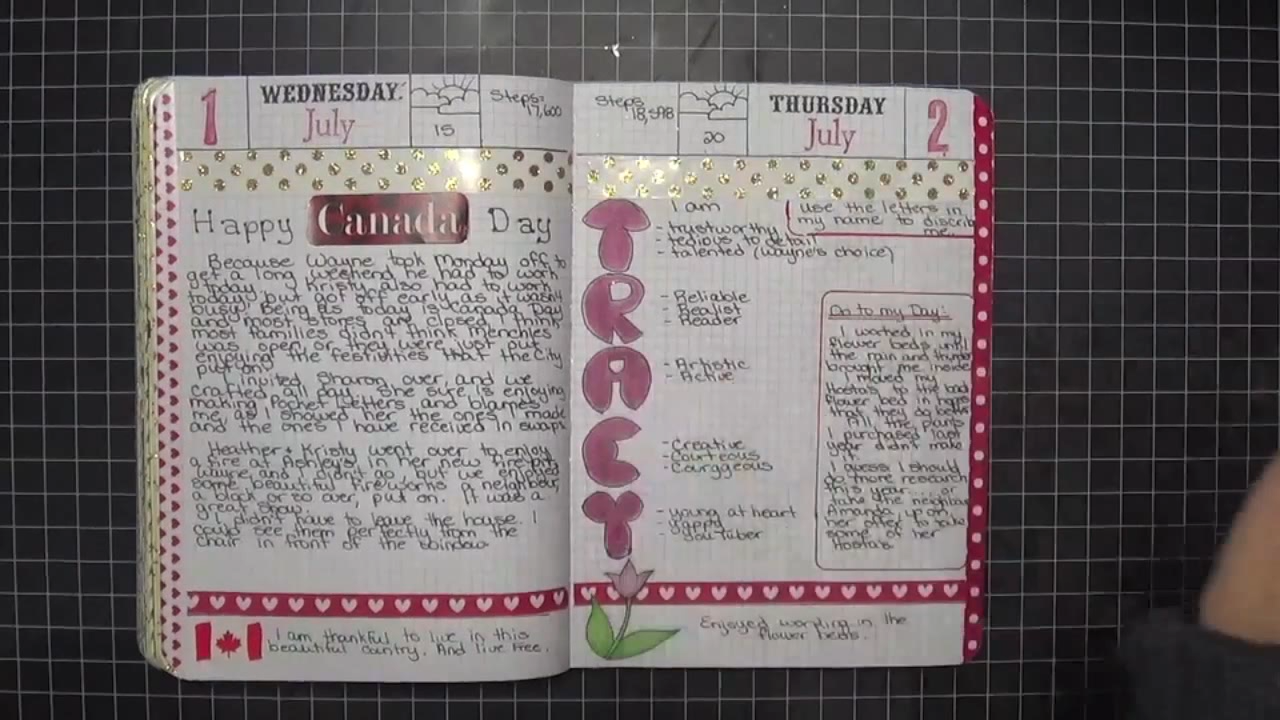 1
WEDNESDAY
July
15
Steps:
17,600
Happy Canada Day
Because Wayne took Monday off to
get a long weekend he had to work
today. Kristy also had to work
today, but got off early as it wasn't
busy! Being as today is Canada Day
and most stores are closed I think
most families didn't think Menchies
was open, or they were just out
enjoying the festivities that the City
put on.
I invited Sharon over, and we
crafted all day. She sure is enjoying
making Pocket Letters and blames
me, as I showed her the ones I made
and the ones I have received in swaps
Heather & Kristy went over to enjoy
a fire at Ashley's in her new fire pit
Wayne and I didn't go, but we enjoyed
some beautiful fireworks a neighbour,
a block or so over, put on. It was a
great show.
I didn't have to leave the house. I
could see them perfectly from the
chair in front of the window
I am thankful to live in this
beautiful Country. And live Free.
Steps
18,598
20
THURSDAY
July
2
use the letters in
my name to discribe
me.
TRACY
I am
- trustworthy
- tedious to detail
- talented (Wayne's choice)
- Reliable
- Realist
- Reader
- Artistic
- Active
- Creative
- Courteous
- Couraggeous
- young at heart
- yappy
- YouTuber
On to my Day:
I worked in my
flower beds until
the rain and thunder
brought me inside
I moved my
Hosta's to the back
flower bed in hopes
that they do better
All the plants
I purchased last
year didn't make
it.
I guess I should
do more research
this year.... or
take the neighbour
Amanda, up on
her offer to take
some of her
Hosta's.
Enjoyed working in the
flower beds.